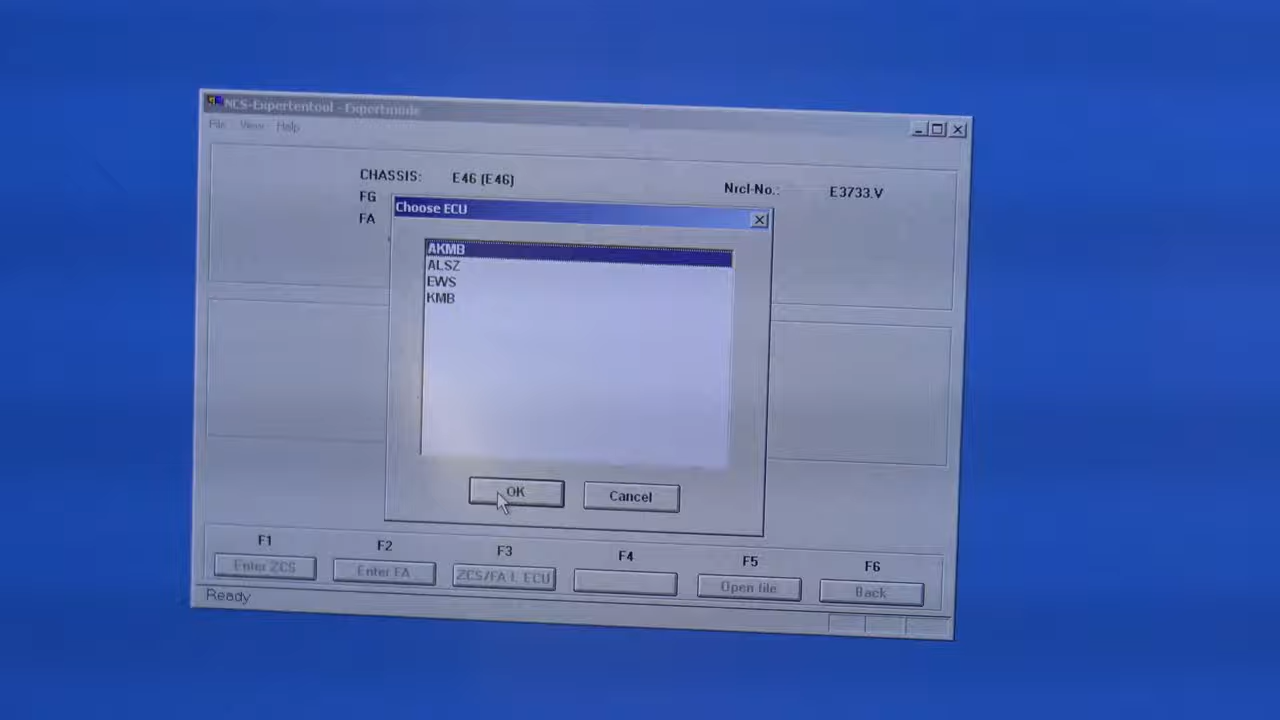 NCS-Expertentool - Expertmode
File View Help
CHASSIS: E46 (E46)
Nrcl-No.: E3733.V
FG
FA
Choose ECU
AKMB
ALSZ
EWS
KMB
OK
Cancel
F1 F2 F3 F4 F5 F6
Enter ZCS
Enter FA
ZCS/FA f. ECU
Open file
Back
Ready